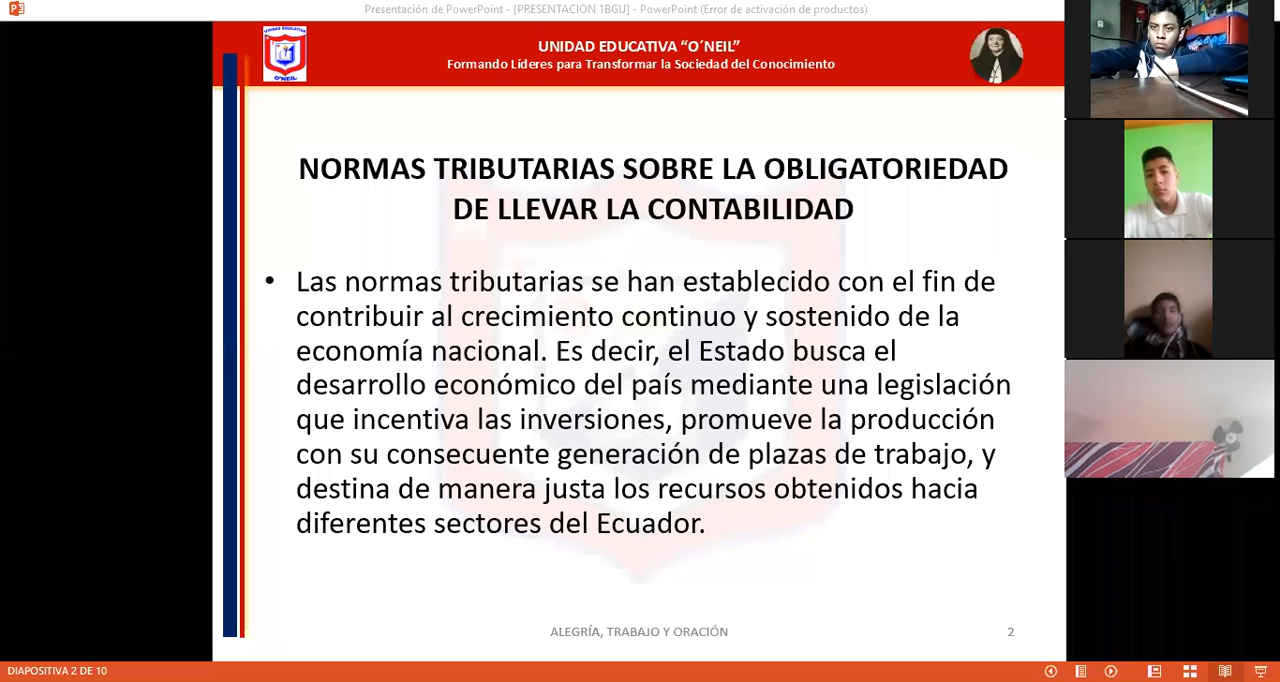 Presentación de PowerPoint - [PRESENTACION 1BGU] - PowerPoint (Error de activación de productos)
UNIDAD EDUCATIVA
O'NEIL
UNIDAD EDUCATIVA “O´NEIL”
Formando Líderes para Transformar la Sociedad del Conocimiento
NORMAS TRIBUTARIAS SOBRE LA OBLIGATORIEDAD
DE LLEVAR LA CONTABILIDAD
• Las normas tributarias se han establecido con el fin de
contribuir al crecimiento continuo y sostenido de la
economía nacional. Es decir, el Estado busca el
desarrollo económico del país mediante una legislación
que incentiva las inversiones, promueve la producción
con su consecuente generación de plazas de trabajo, y
destina de manera justa los recursos obtenidos hacia
diferentes sectores del Ecuador.
ALEGRÍA, TRABAJO Y ORACIÓN
2
DIAPOSITIVA 2 DE 10